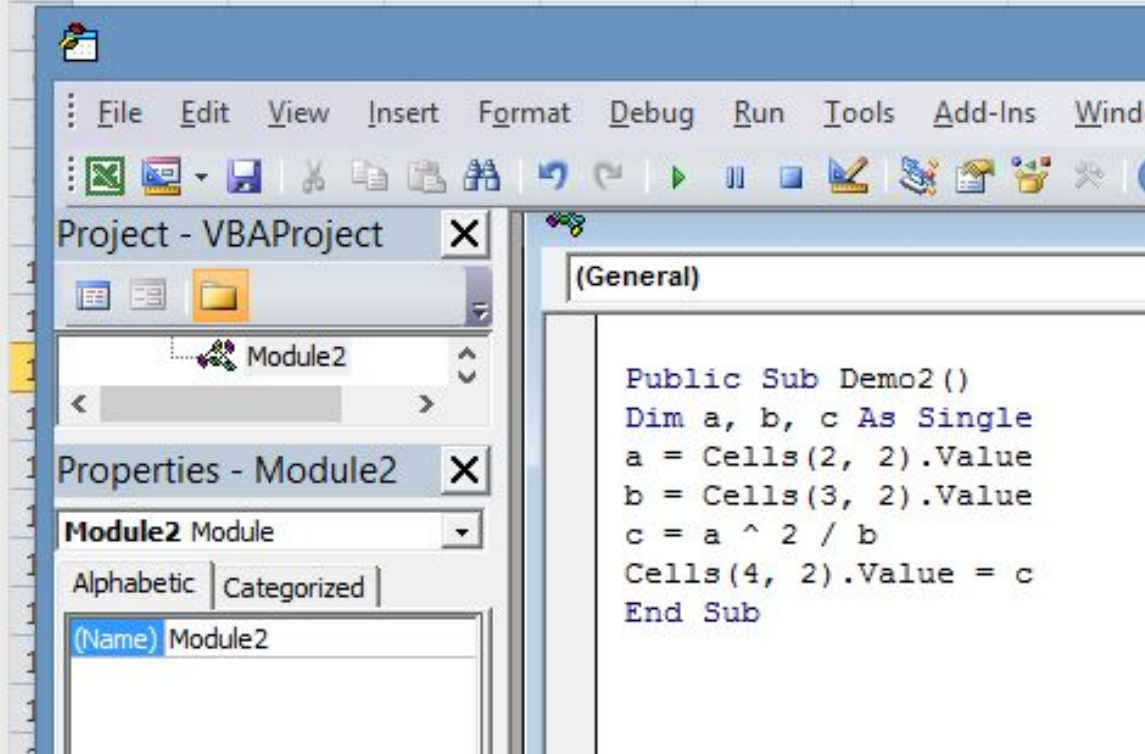 File Edit View Insert Format Debug Run Tools Add-Ins
Project - VBAProject
(General)
Module2
Public Sub Demo2()
Dim a, b, c As Single
a = Cells(2, 2).Value
b = Cells(3, 2).Value
c = a ^ 2 / b
Cells(4, 2).Value = c
End Sub
Properties - Module2
Module2 Module
Alphabetic Categorized
(Name) Module2